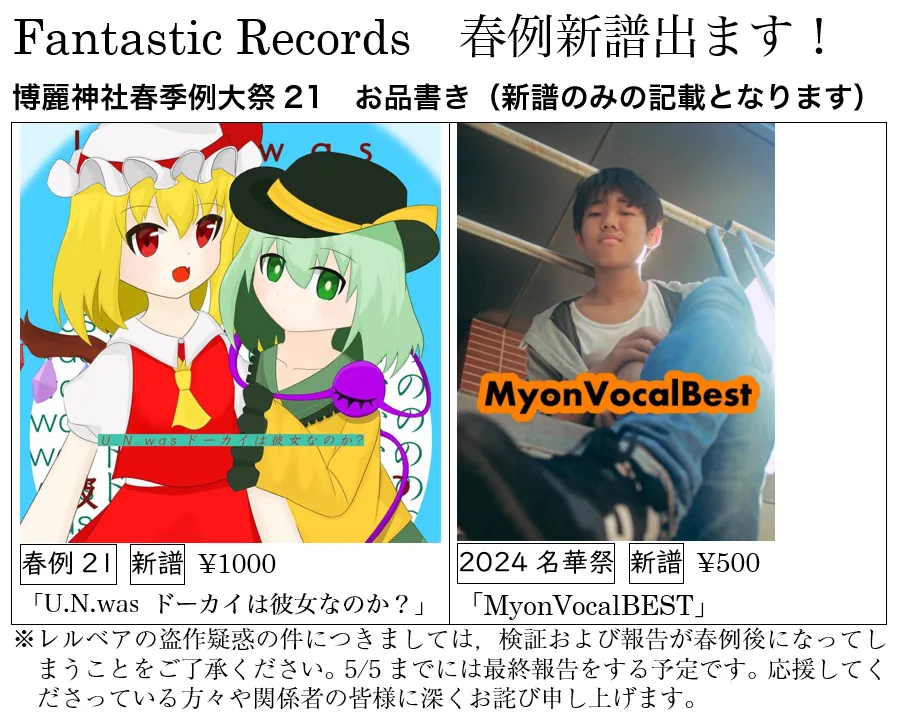 Fantastic Records 春例新譜出ます！
博麗神社春季例大祭 21 お品書き（新譜のみの記載となります）
was
U.N.was ドーカイは彼女なのか?
MyonVocalBest
春例 21 新譜 ¥1000
「U.N.was ドーカイは彼女なのか？」
2024 名華祭 新譜 ¥500
「MyonVocalBEST」
※レルベアの盗作疑惑の件につきましては，検証および報告が春例後になってし
まうことをご了承ください。5/5 までには最終報告をする予定です。応援してく
ださっている方々や関係者の皆様に深くお詫び申し上げます。